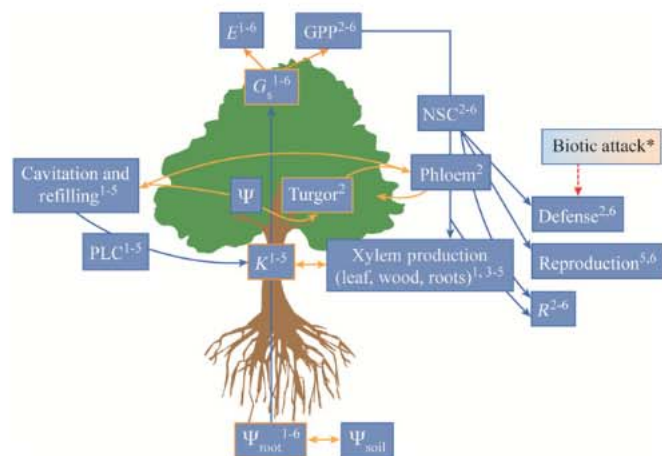 E¹⁻⁶
GPP²⁻⁶
Gₛ¹⁻⁶
NSC²⁻⁶
Biotic attack*
Cavitation and
refilling¹⁻⁵
Ψ
Turgor²
Phloem²
Defense²,⁶
PLC¹⁻⁵
K¹⁻⁵
Xylem production
(leaf, wood, roots)¹, ³⁻⁵
Reproduction⁵,⁶
R²⁻⁶
Ψroot¹⁻⁶
Ψsoil